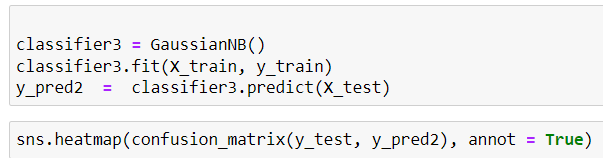 classifier3 = GaussianNB()
classifier3.fit(X_train, y_train)
y_pred2  =  classifier3.predict(X_test)
sns.heatmap(confusion_matrix(y_test, y_pred2), annot = True)